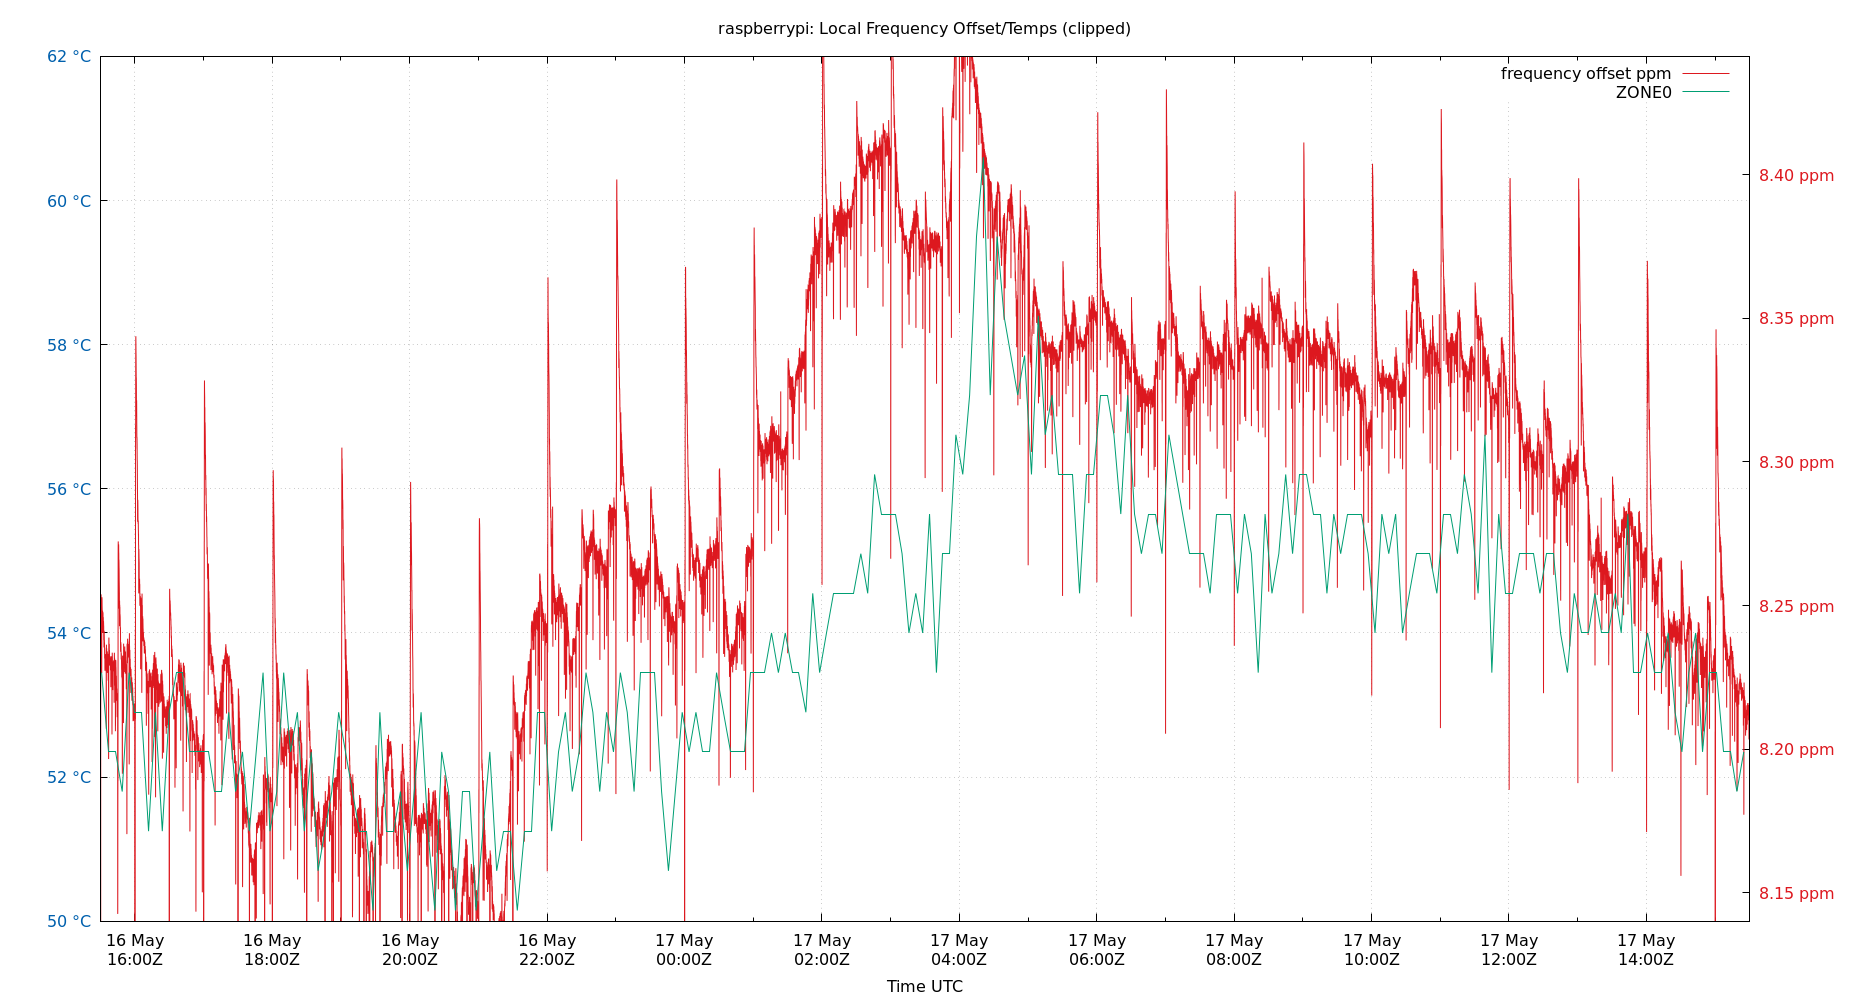 raspberrypi: Local Frequency Offset/Temps (clipped)
62 °C
60 °C
58 °C
56 °C
54 °C
52 °C
50 °C
frequency offset ppm
ZONE0
8.40 ppm
8.35 ppm
8.30 ppm
8.25 ppm
8.20 ppm
8.15 ppm
16 May 16 May 16 May 16 May 17 May 17 May 17 May 17 May 17 May 17 May 17 May 17 May
16:00Z 18:00Z 20:00Z 22:00Z 00:00Z 02:00Z 04:00Z 06:00Z 08:00Z 10:00Z 12:00Z 14:00Z
Time UTC